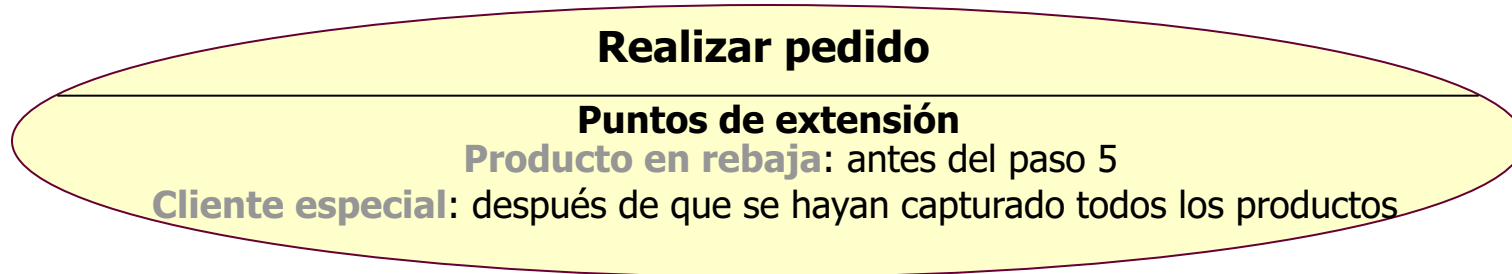 Realizar pedido
Puntos de extensión
Producto en rebaja: antes del paso 5
Cliente especial: después de que se hayan capturado todos los productos